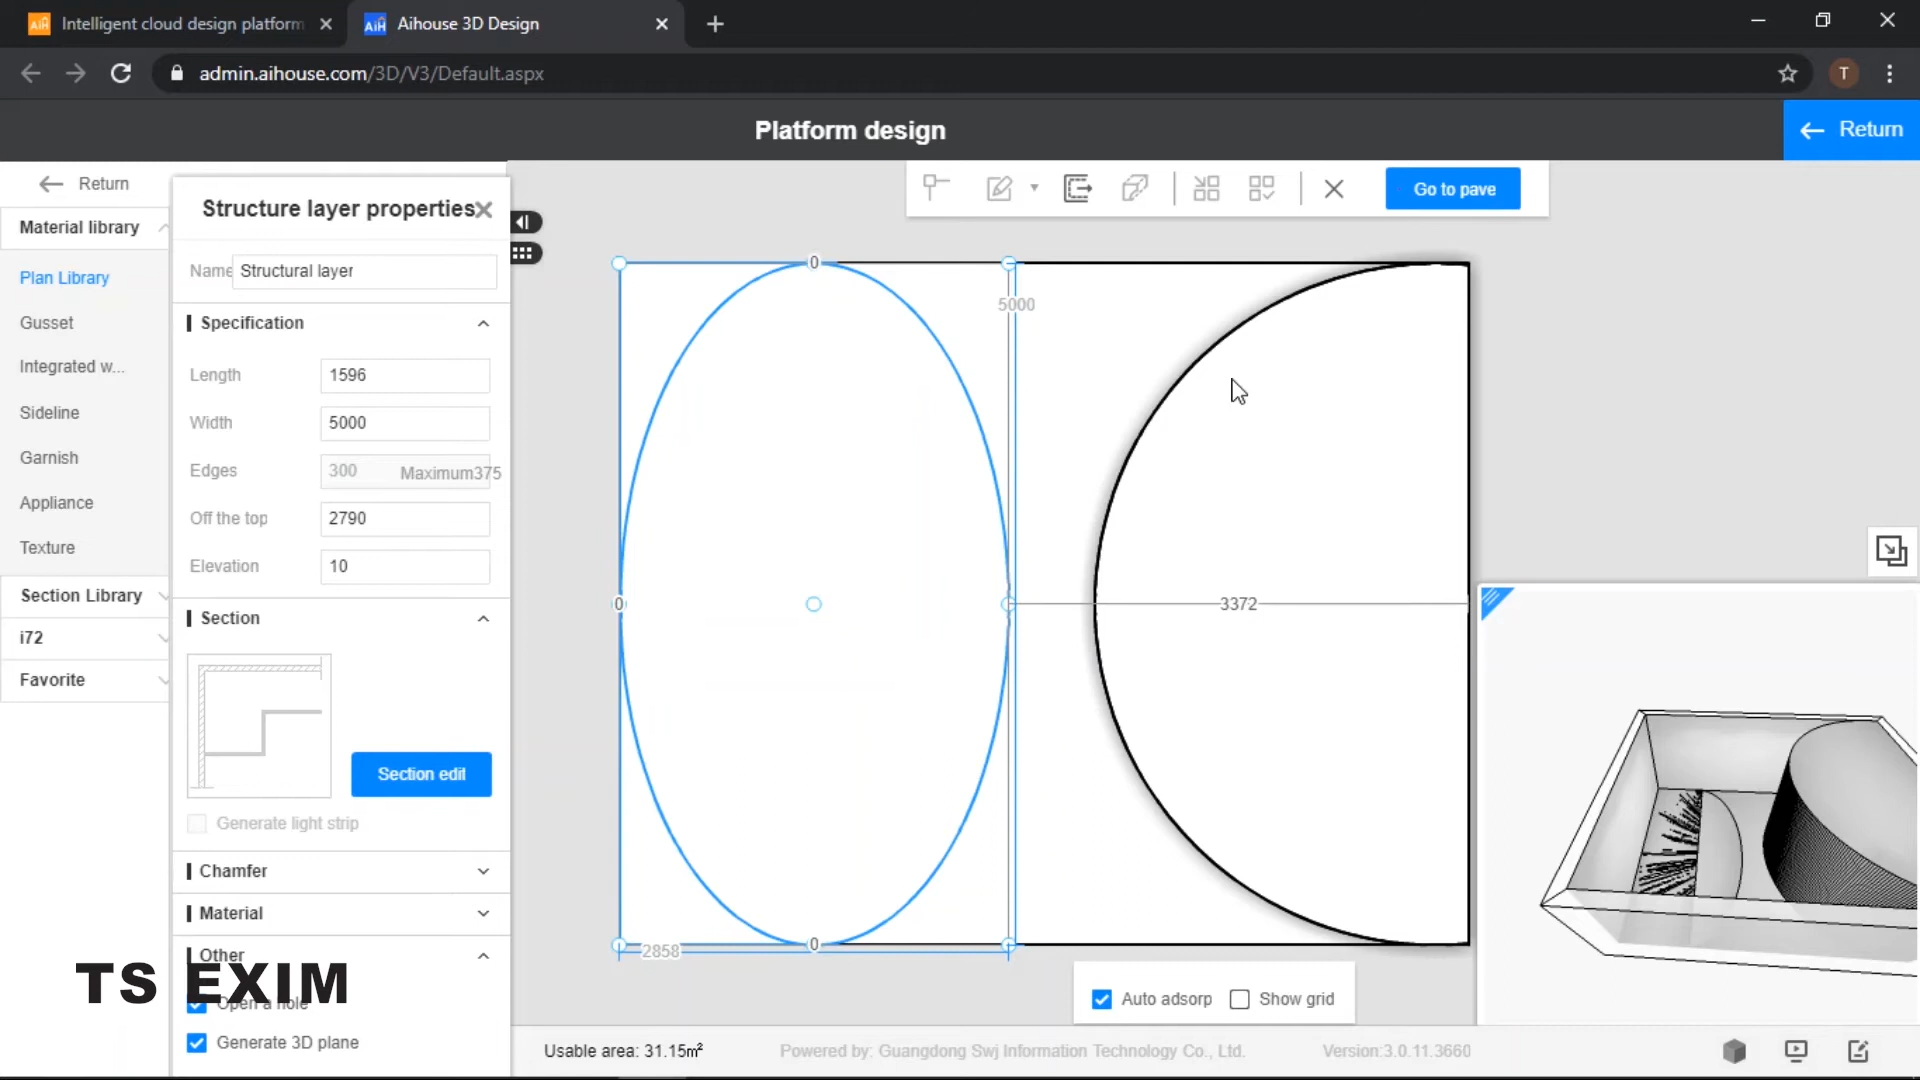 Intelligent cloud design platform
Aihouse 3D Design
admin.aihouse.com/3D/V3/Default.aspx
T
Platform design
Return
Return
Structure layer properties
Go to pave
Material library
Name Structural layer
Plan Library
Specification
Gusset
Length 1596
Integrated w...
Width 5000
Sideline
Edges 300 Maximum375
Garnish
Off the top 2790
Appliance
Elevation 10
Texture
Section Library
Section
i72
Favorite
Section edit
Generate light strip
Chamfer
Material
Other
Open a hole
Generate 3D plane
TS EXIM
0
5000
0
3372
0
2858
Auto adsorp Show grid
Usable area: 31.15㎡ Powered by: Guangdong Swj Information Technology Co., Ltd. Version:3.0.11.3660